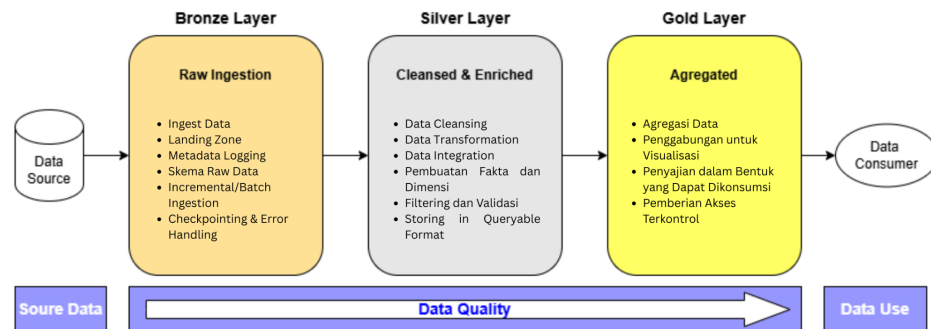 Bronze Layer
Silver Layer
Gold Layer
Data
Source
Raw Ingestion
Ingest Data
Landing Zone
Metadata Logging
Skema Raw Data
Incremental/Batch
Ingestion
Checkpointing & Error
Handling
Cleansed & Enriched
Data Cleansing
Data Transformation
Data Integration
Pembuatan Fakta dan
Dimensi
Filtering dan Validasi
Storing in Queryable
Format
Agregated
Agregasi Data
Penggabungan untuk
Visualisasi
Penyajian dalam Bentuk
yang Dapat Dikonsumsi
Pemberian Akses
Terkontrol
Data
Consumer
Soure Data
Data Quality
Data Use